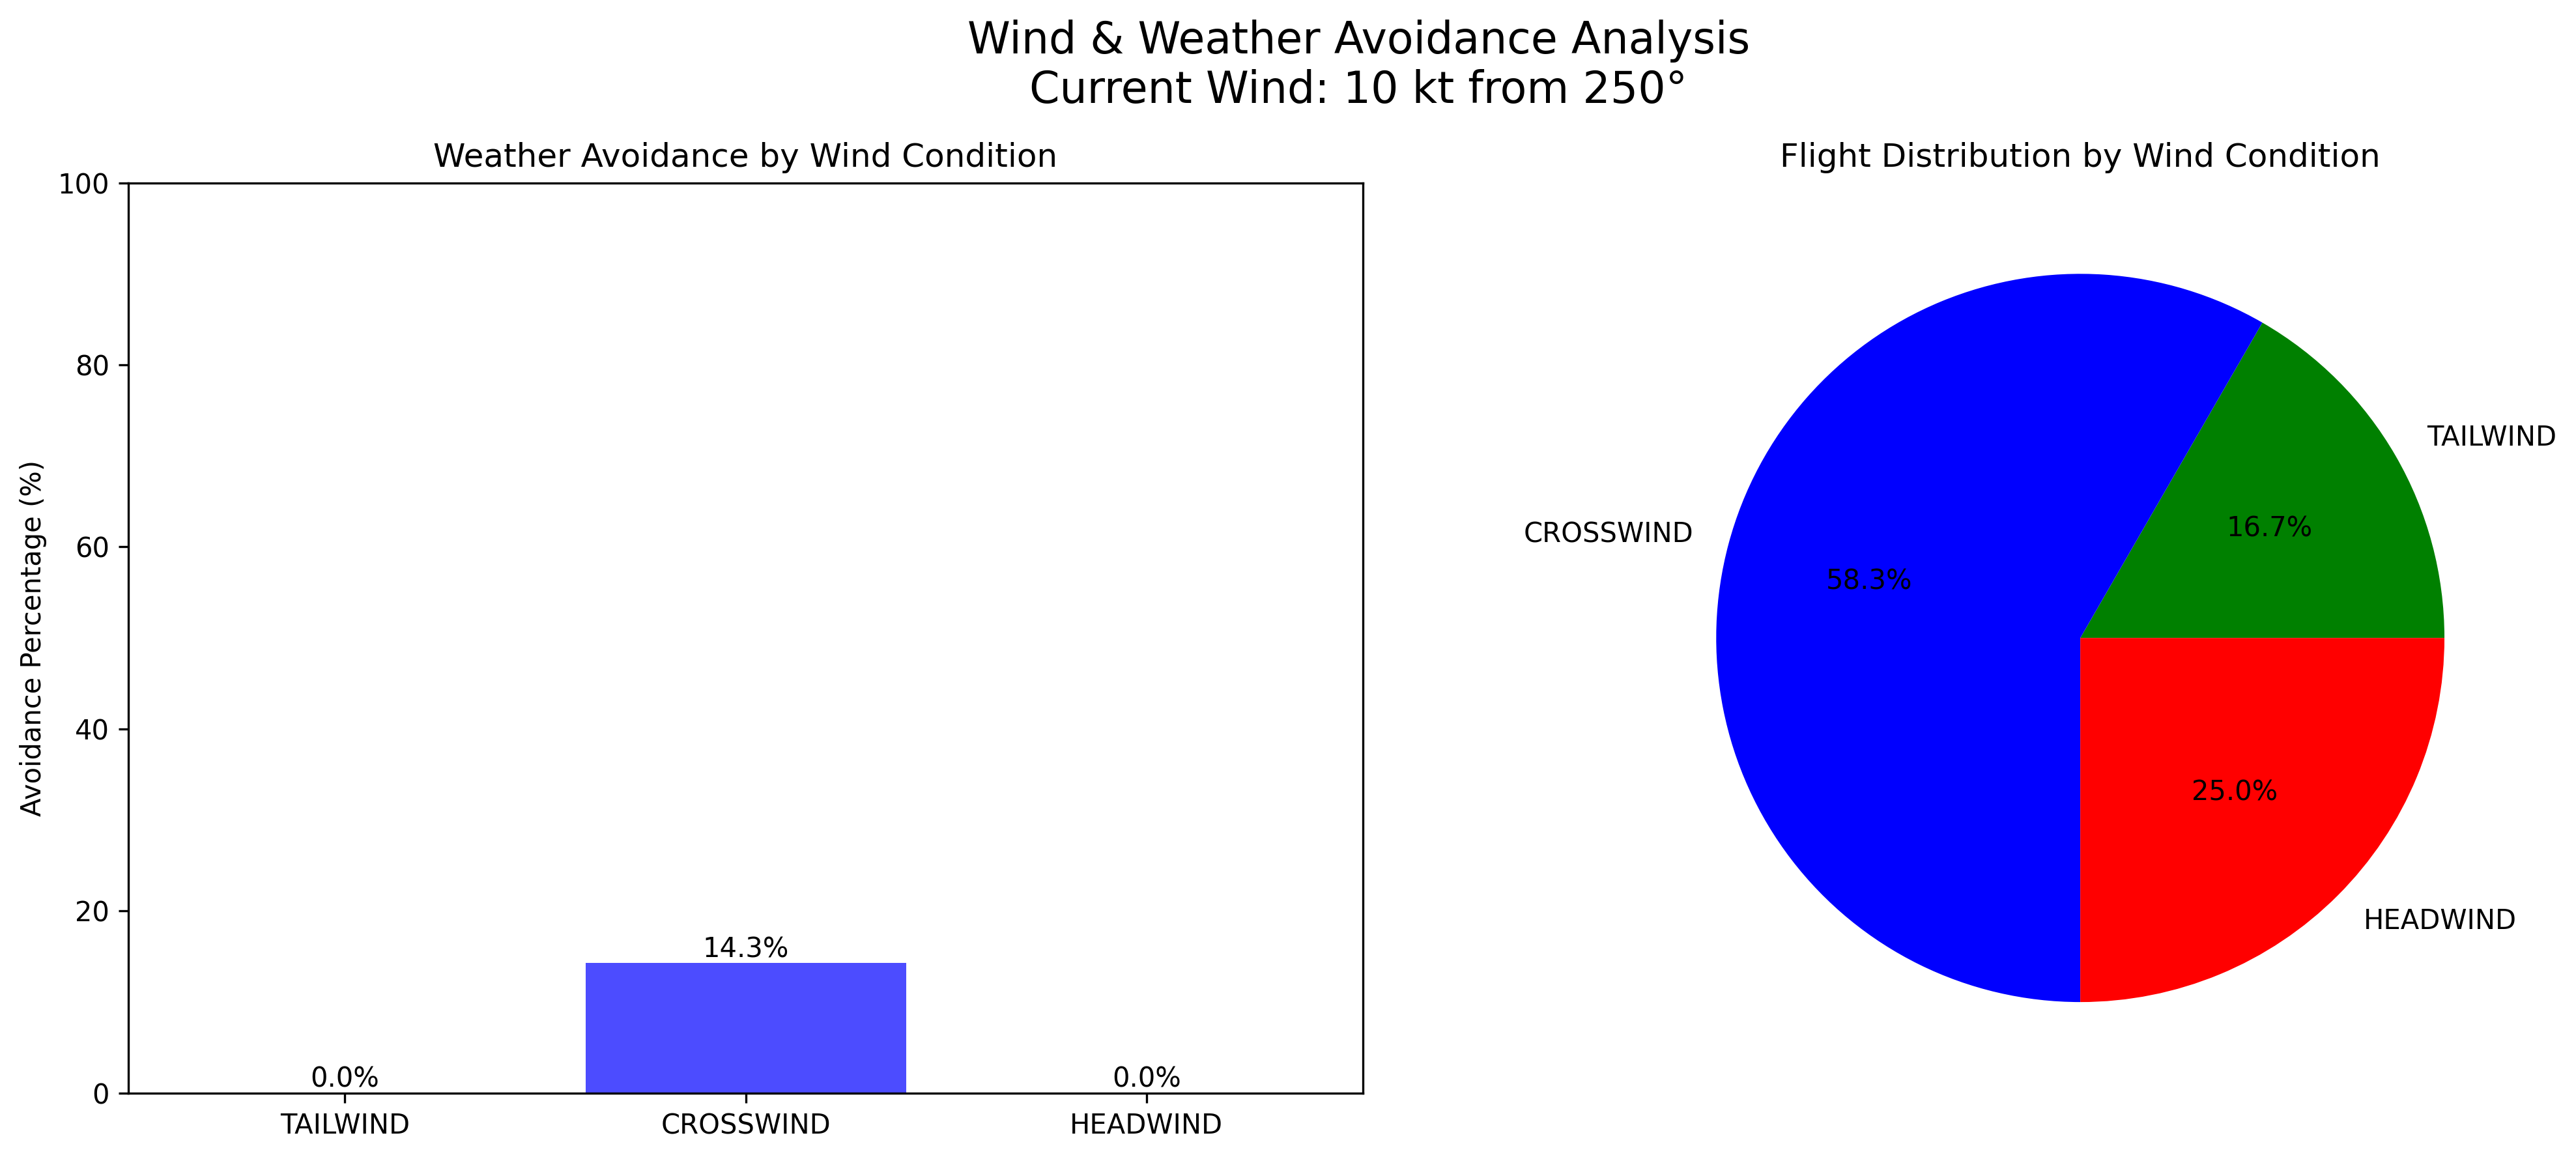 Wind & Weather Avoidance Analysis
Current Wind: 10 kt from 250°
Weather Avoidance by Wind Condition
100
80
60
40
20
0
Avoidance Percentage (%)
0.0%
14.3%
0.0%
TAILWIND
CROSSWIND
HEADWIND
Flight Distribution by Wind Condition
TAILWIND
16.7%
CROSSWIND
58.3%
25.0%
HEADWIND